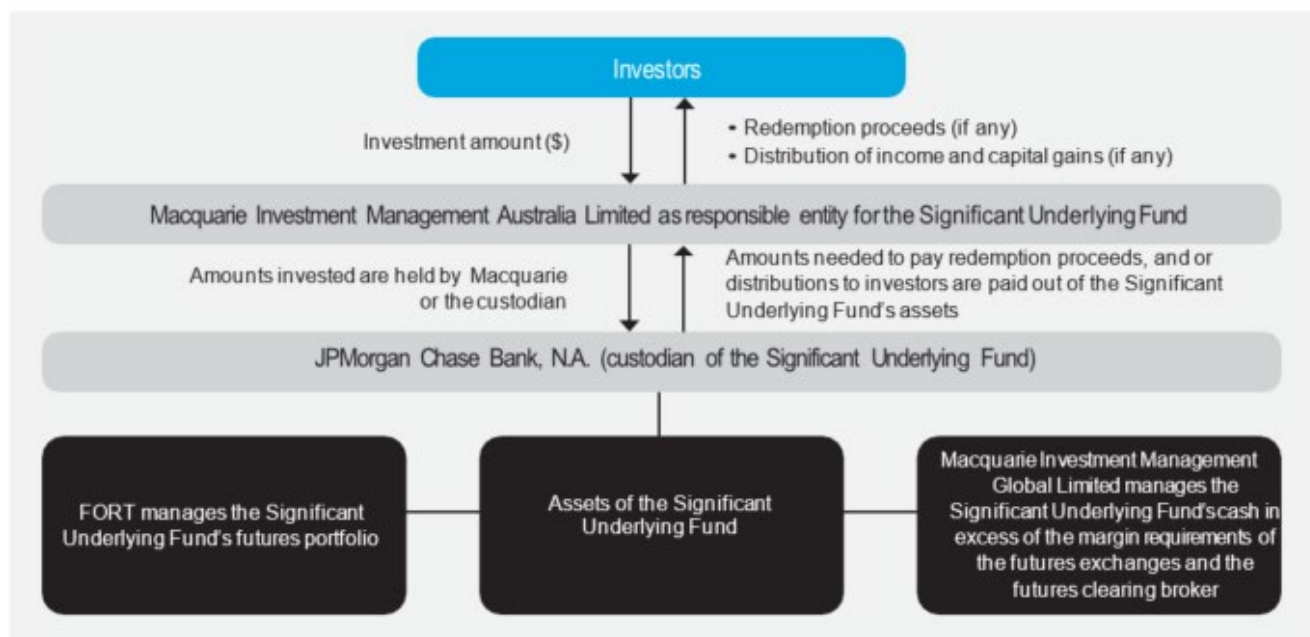 Investors
Investment amount ($)
• Redemption proceeds (if any)
• Distribution of income and capital gains (if any)
Macquarie Investment Management Australia Limited as responsible entity for the Significant Underlying Fund
Amounts invested are held by Macquarie
or the custodian
Amounts needed to pay redemption proceeds, and or
distributions to investors are paid out of the Significant
Underlying Fund's assets
JPMorgan Chase Bank, N.A. (custodian of the Significant Underlying Fund)
FORT manages the Significant
Underlying Fund's futures portfolio
Assets of the Significant
Underlying Fund
Macquarie Investment Management
Global Limited manages the
Significant Underlying Fund's cash in
excess of the margin requirements of
the futures exchanges and the
futures clearing broker